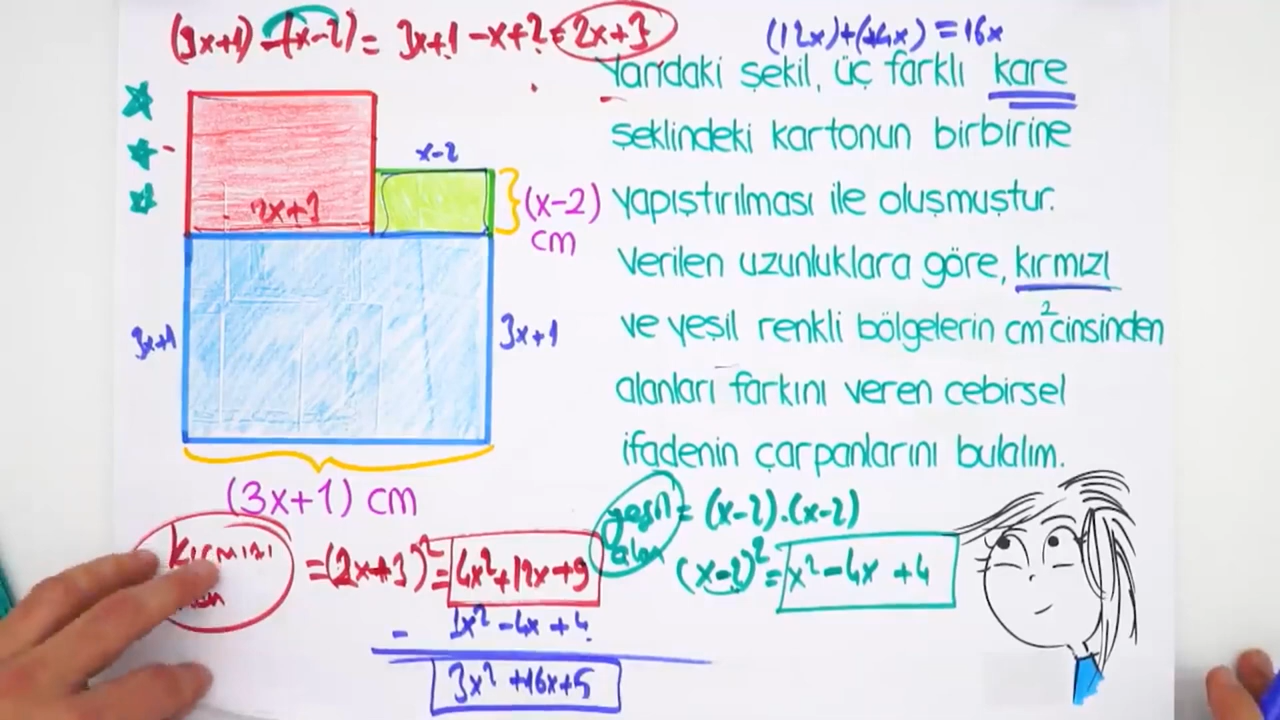 (3x+1) -(x-2) = 3x+1 -x+2 = 2x+3
(12x)+(+4x) = 16x
Yandaki şekil, üç farklı kare
şeklindeki kartonun birbirine
yapıştırılması ile oluşmuştur.
Verilen uzunluklara göre, kırmızı
ve yeşil renkli bölgelerin cm² cinsinden
alanları farkını veren cebirsel
ifadenin çarpanlarını bulalım.
x-2
(x-2)
cm
2x+3
3x+1
3x+1
(3x+1) cm
yeşil = (x-2).(x-2)
alan (x-2)² = x²-4x +4
Kırmızı = (2x+3)² = 4x²+12x+9
- 1x² -4x +4
3x² +16x+5